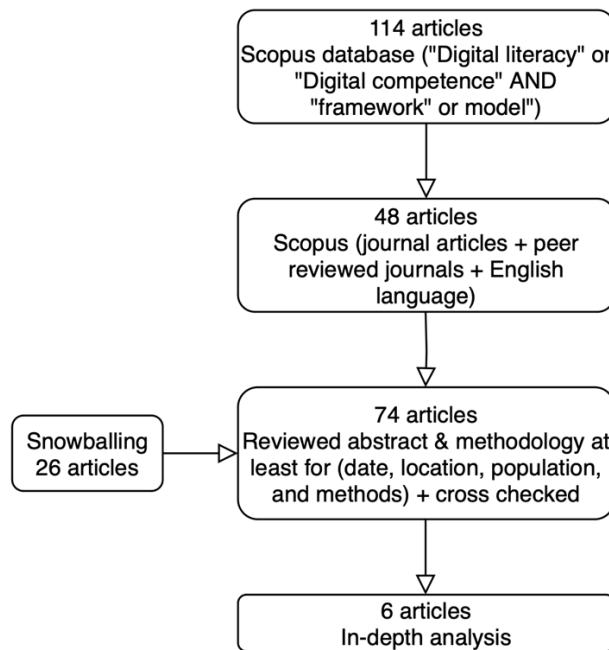 114 articles
Scopus database ("Digital literacy" or
"Digital competence" AND
"framework" or model")
48 articles
Scopus (journal articles + peer
reviewed journals + English
language)
Snowballing
26 articles
74 articles
Reviewed abstract & methodology at
least for (date, location, population,
and methods) + cross checked
6 articles
In-depth analysis